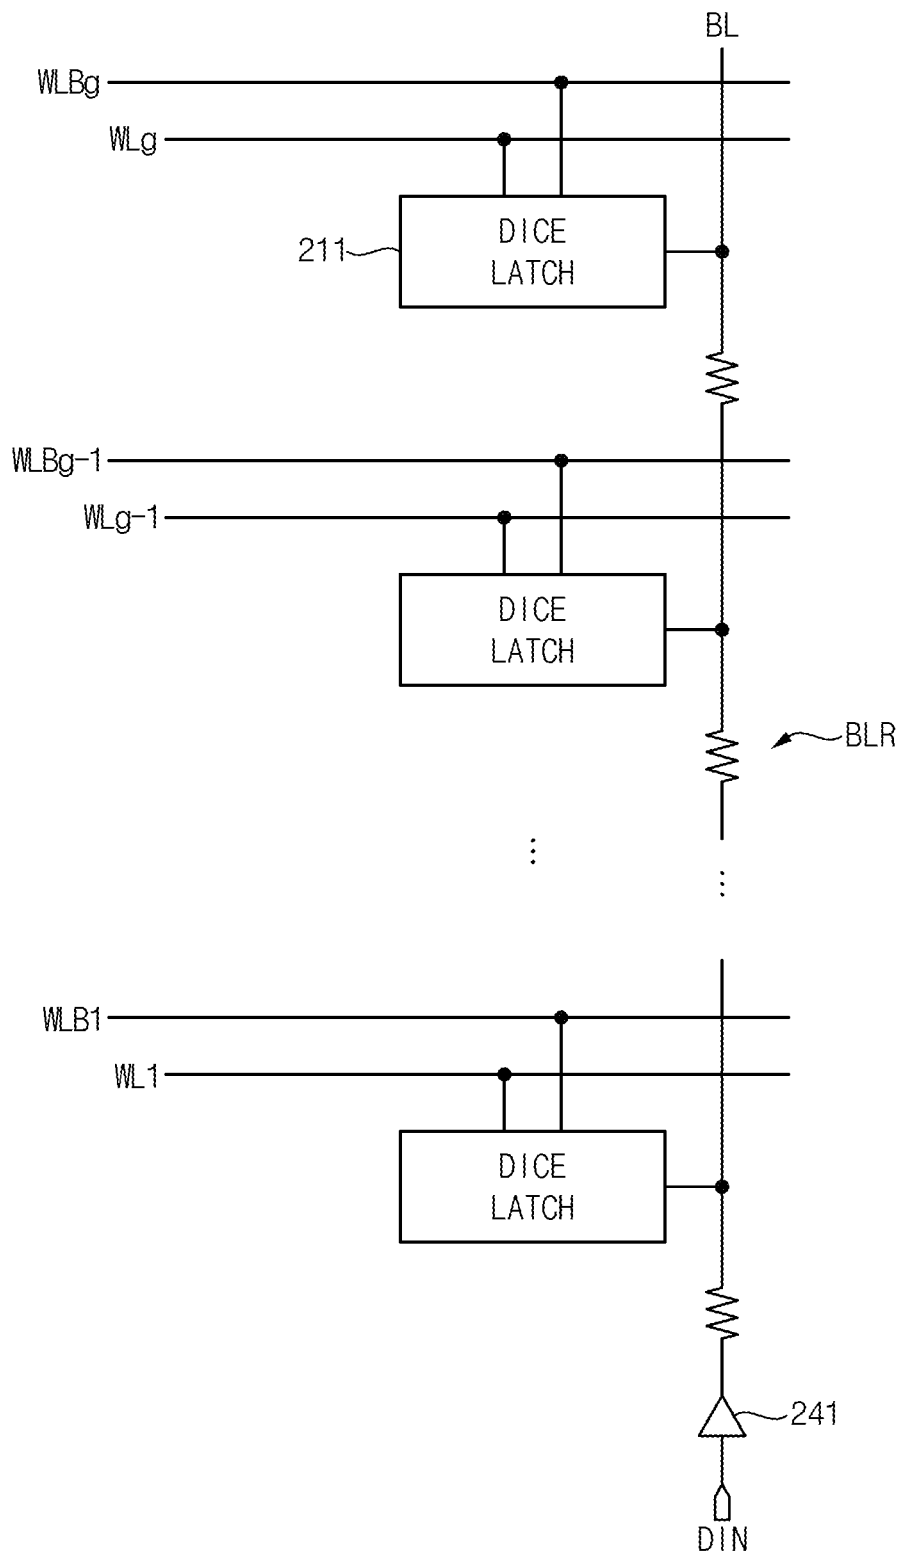 BL
WLBg
WLg
DICE
LATCH
211
WLBg-1
WLg-1
DICE
LATCH
BLR
WLB1
WL1
DICE
LATCH
241
DIN